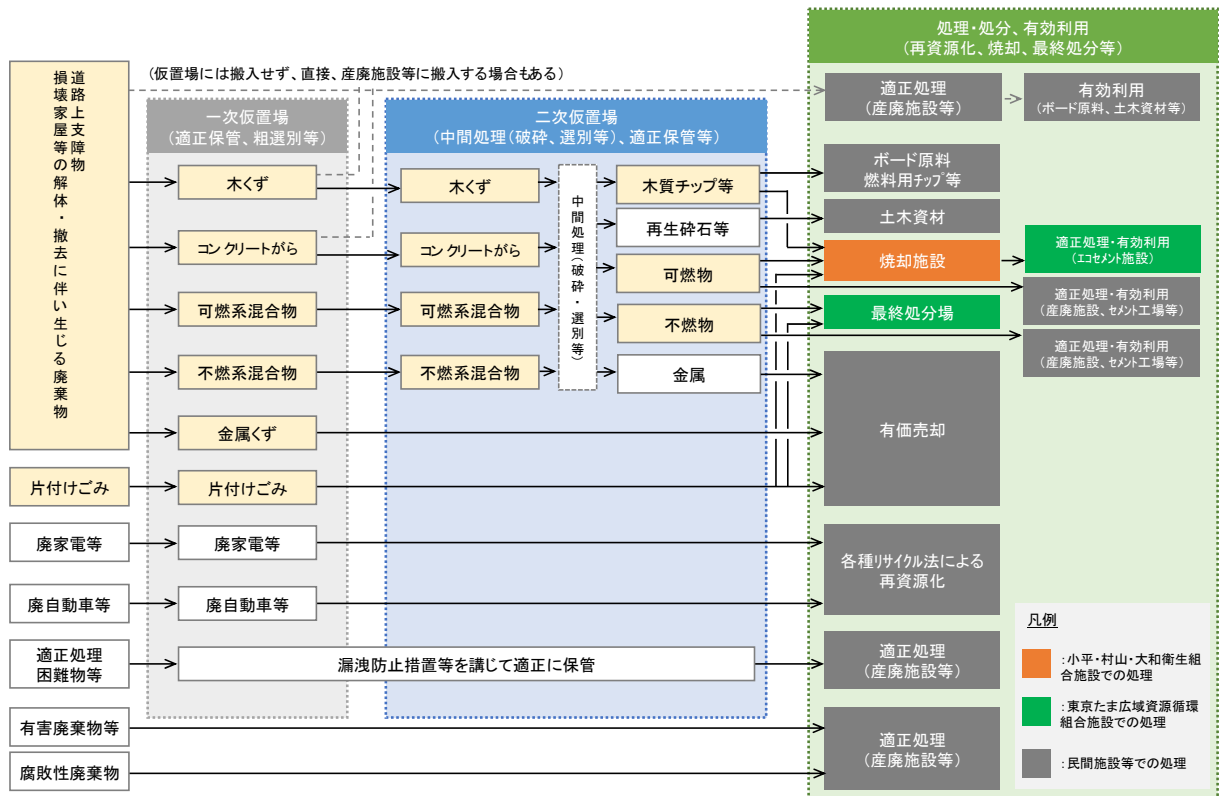 処理・処分、有効利用
(再資源化、焼却、最終処分等)
(仮置場には搬入せず、直接、産廃施設等に搬入する場合もある)
道路上支障物
損壊家屋等の解体・撤去に伴い生じる廃棄物
一次仮置場
(適正保管、粗選別等)
二次仮置場
(中間処理(破砕、選別等)、適正保管等)
適正処理
(産廃施設等)
有効利用
(ボード原料、土木資材等)
木くず
木くず
中間処理(破砕・選別等)
木質チップ等
ボード原料
燃料用チップ等
再生砕石等
土木資材
コンクリートがら
コンクリートがら
可燃物
焼却施設
適正処理・有効利用
(エコセメント施設)
可燃系混合物
可燃系混合物
不燃物
最終処分場
適正処理・有効利用
(産廃施設、セメント工場等)
適正処理・有効利用
(産廃施設、セメント工場等)
不燃系混合物
不燃系混合物
金属
金属くず
有価売却
片付けごみ
片付けごみ
廃家電等
廃家電等
各種リサイクル法による
再資源化
廃自動車等
廃自動車等
適正処理
困難物等
漏洩防止措置等を講じて適正に保管
適正処理
(産廃施設等)
有害廃棄物等
腐敗性廃棄物
適正処理
(産廃施設等)
凡例
:小平・村山・大和衛生組
合施設での処理
:東京たま広域資源循環
組合施設での処理
:民間施設等での処理